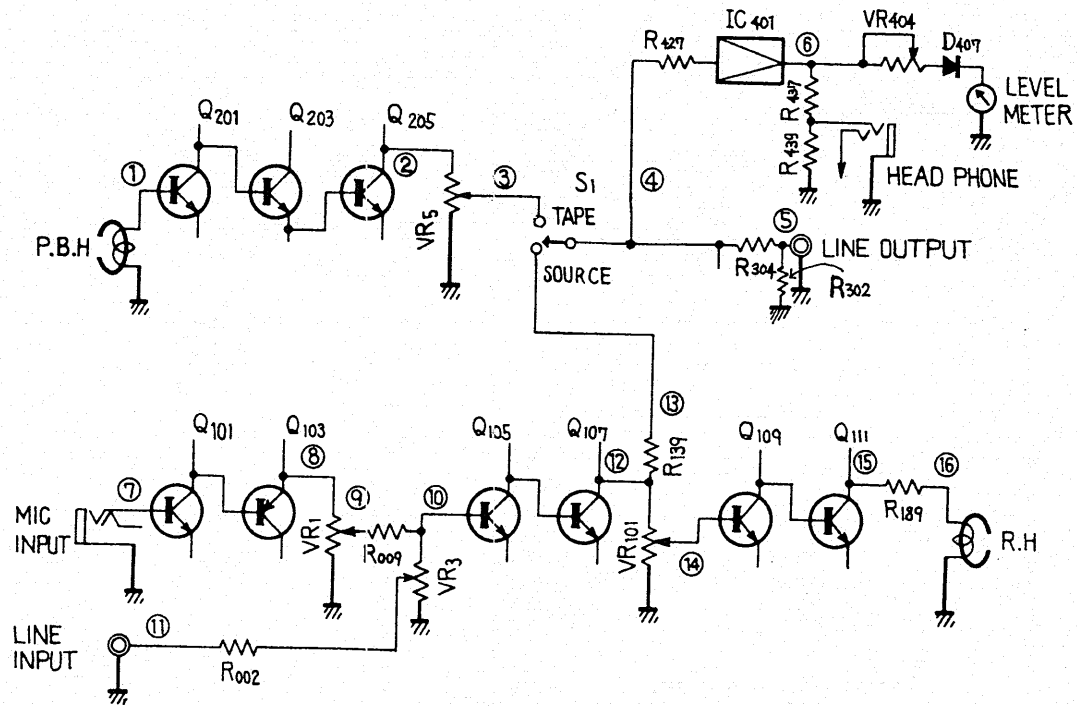 IC401
VR404
R427
⑥
D407
R437
LEVEL
METER
Q201
Q203
Q205
R439
①
②
③
S1
④
HEAD PHONE
TAPE
VR5
⑤
P.B.H
LINE OUTPUT
SOURCE
R304
R302
⑬
Q101
Q103
Q105
Q107
Q109
Q111
⑧
⑫
R139
⑮
⑯
⑦
⑨
⑩
MIC
INPUT
VR1
R009
VR3
VR101
⑭
R189
R.H
⑪
LINE
INPUT
R002